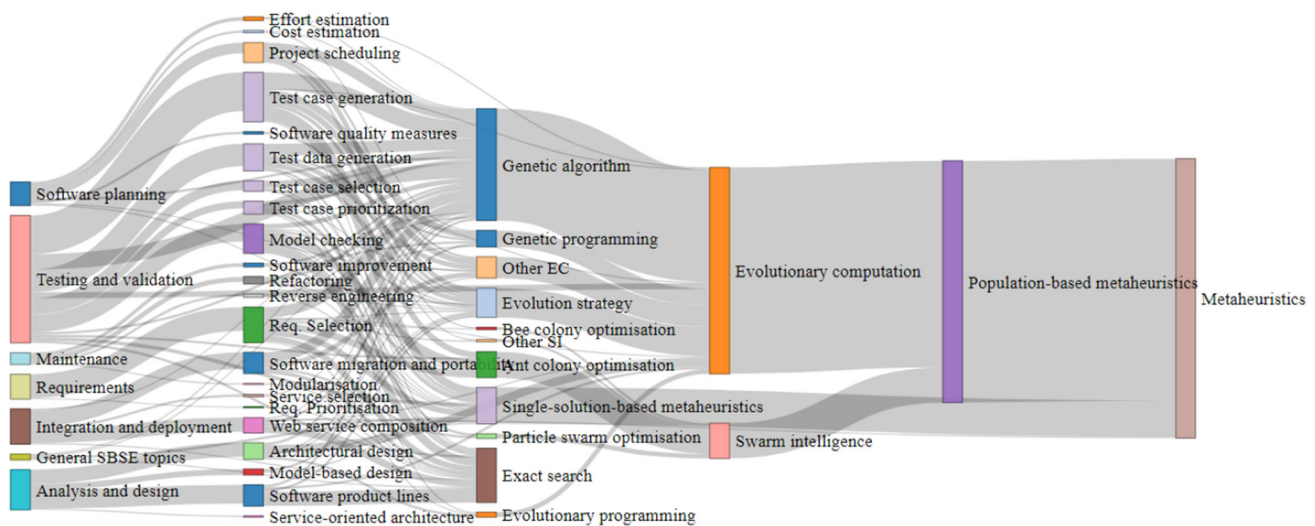 Software planning
Testing and validation
Maintenance
Requirements
Integration and deployment
General SBSE topics
Analysis and design
Effort estimation
Cost estimation
Project scheduling
Test case generation
Software quality measures
Test data generation
Test case selection
Test case prioritization
Model checking
Software improvement
Refactoring
Reverse engineering
Req. Selection
Software migration and portability
Modularisation
Service selection
Req. Prioritisation
Web service composition
Architectural design
Model-based design
Software product lines
Service-oriented architecture
Genetic algorithm
Genetic programming
Other EC
Evolution strategy
Bee colony optimisation
Other SI
Ant colony optimisation
Single-solution-based metaheuristics
Particle swarm optimisation
Exact search
Evolutionary programming
Evolutionary computation
Swarm intelligence
Population-based metaheuristics
Metaheuristics